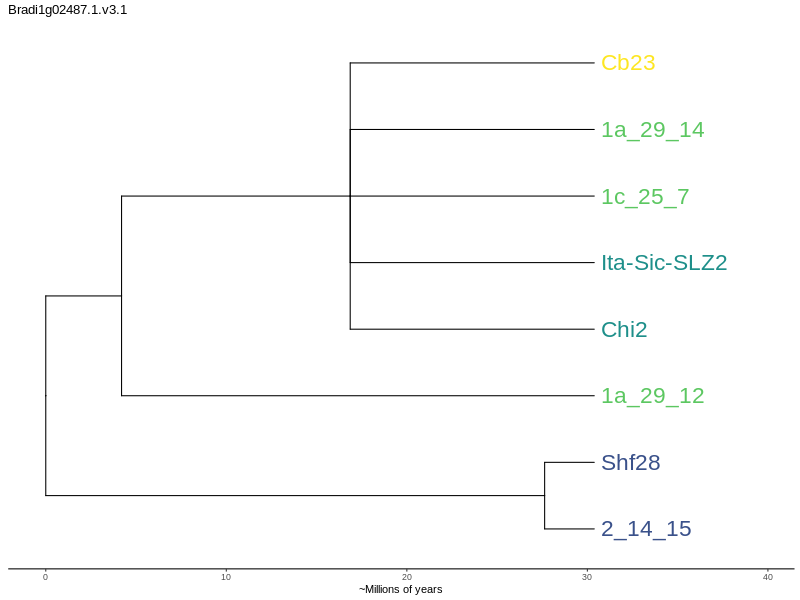 Bradi1g02487.1.v3.1
Cb23
1a_29_14
1c_25_7
Ita-Sic-SLZ2
Chi2
1a_29_12
Shf28
2_14_15
0 10 20 30 40
~Millions of years